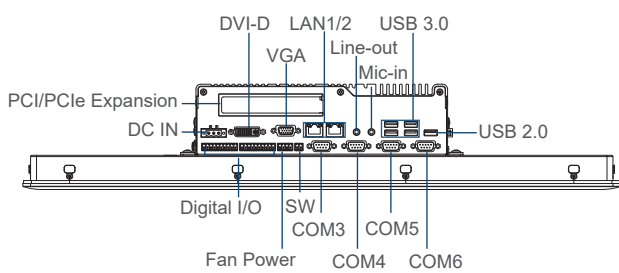 DVI-D LAN1/2 USB 3.0
VGA Line-out
Mic-in
PCI/PCIe Expansion
DC IN USB 2.0
Digital I/O SW
COM3 COM5
Fan Power COM4 COM6